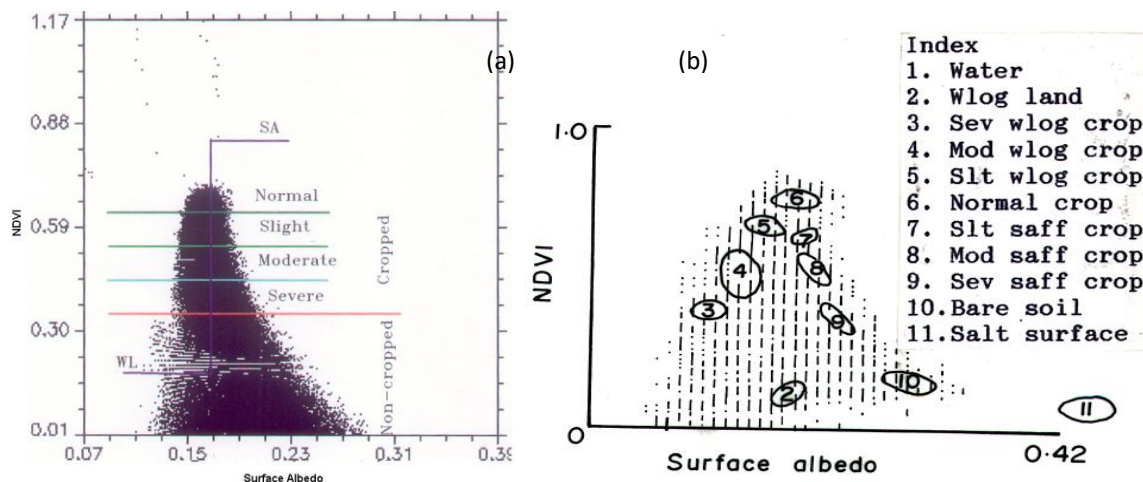 1.17
0.88
0.59
0.30
0.01
NDVI
(a)
SA
Normal
Slight
Moderate
Severe
WL
Cropped
Non-cropped
0.07
0.15
0.23
0.31
0.39
Surface Albedo
(b)
Index
1. Water
2. Wlog land
3. Sev wlog crop
4. Mod wlog crop
5. Slt wlog crop
6. Normal crop
7. Slt saff crop
8. Mod saff crop
9. Sev saff crop
10.Bare soil
11.Salt surface
1.0
NDVI
6
5
7
4
8
3
9
10
2
11
0
0.42
Surface albedo